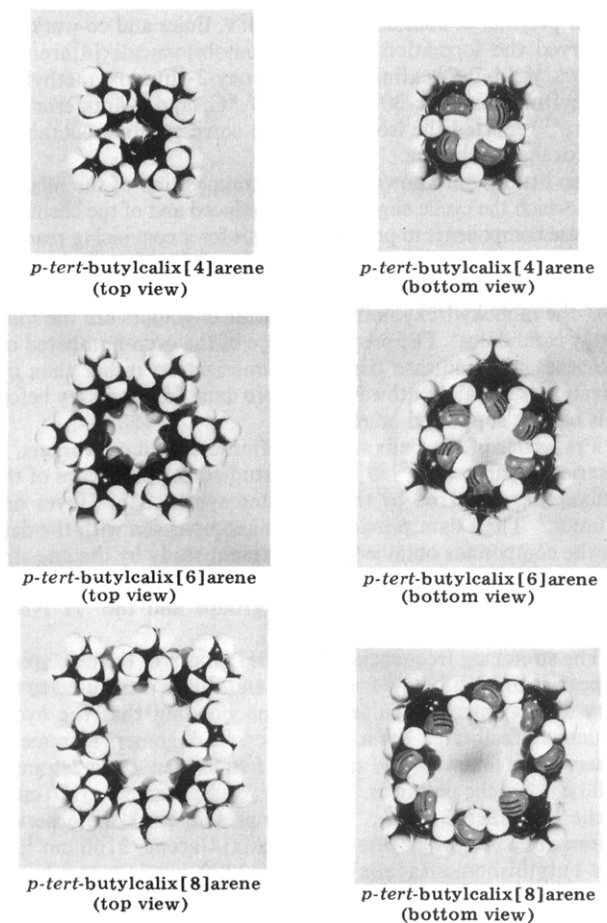 p-tert-butylcalix[4]arene
(top view)
p-tert-butylcalix[4]arene
(bottom view)
p-tert-butylcalix[6]arene
(top view)
p-tert-butylcalix[6]arene
(bottom view)
p-tert-butylcalix[8]arene
(top view)
p-tert-butylcalix[8]arene
(bottom view)